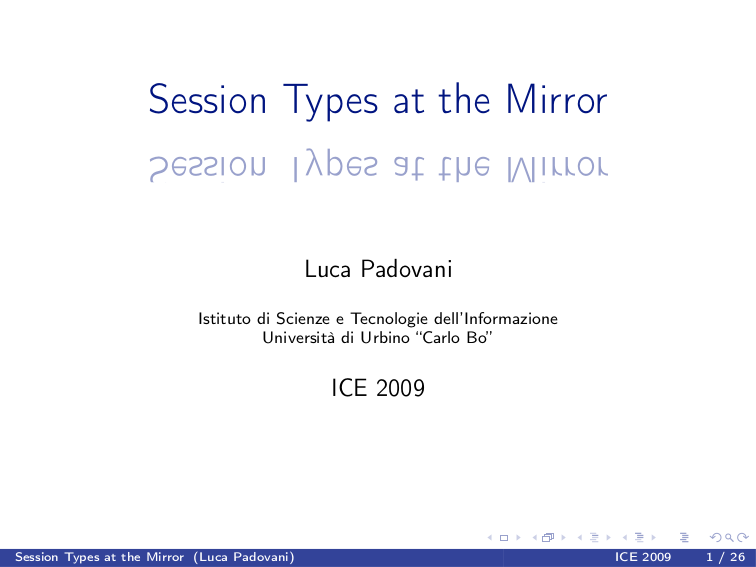 Session Types at the Mirror
Session Types at the Mirror
Luca Padovani
Istituto di Scienze e Tecnologie dell'Informazione
Università di Urbino “Carlo Bo”
ICE 2009
Session Types at the Mirror (Luca Padovani) ICE 2009 1 / 26